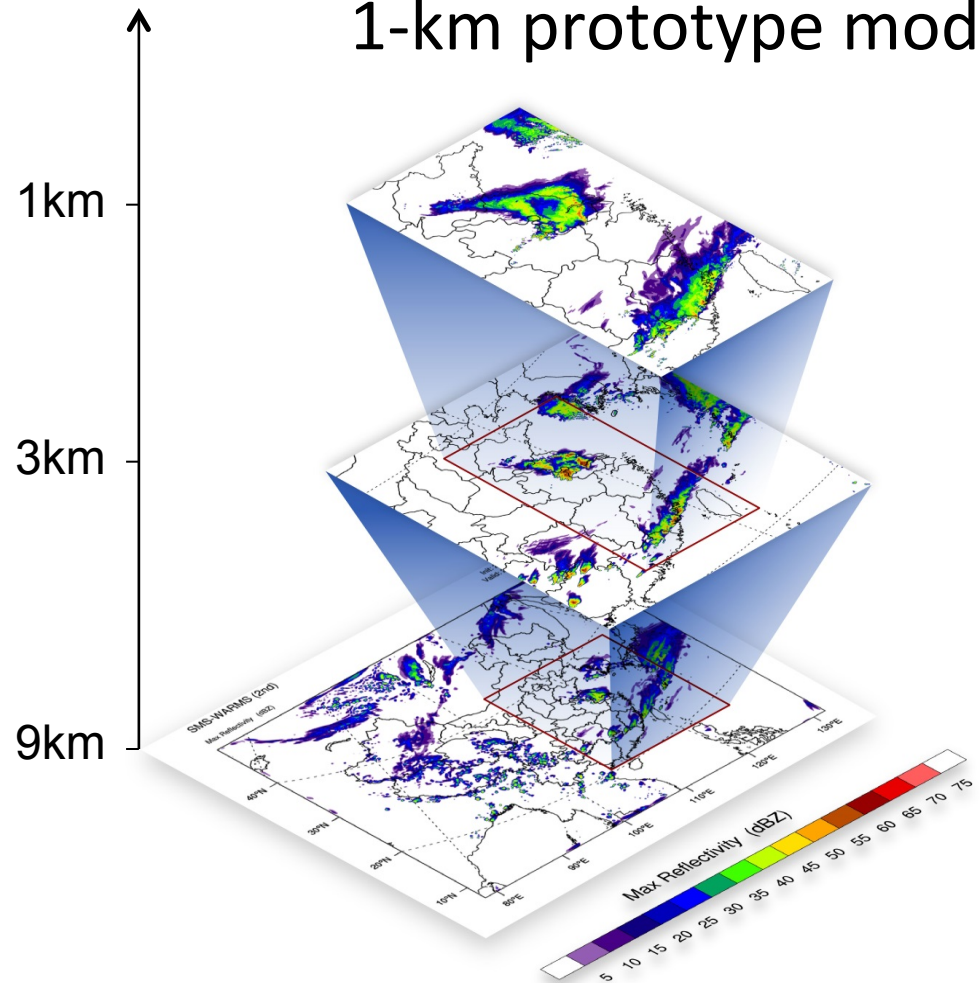 1-km prototype mod
1km
3km
9km
SMS-WARMS (2nd)
Max Reflectivity (dBZ)
40°N
30°N
20°N
10°N
80°E
90°E
100°E
110°E
120°E
130°E
Max Reflectivity (dBZ)
5 10 15 20 25 30 35 40 45 50 55 60 65 70 75